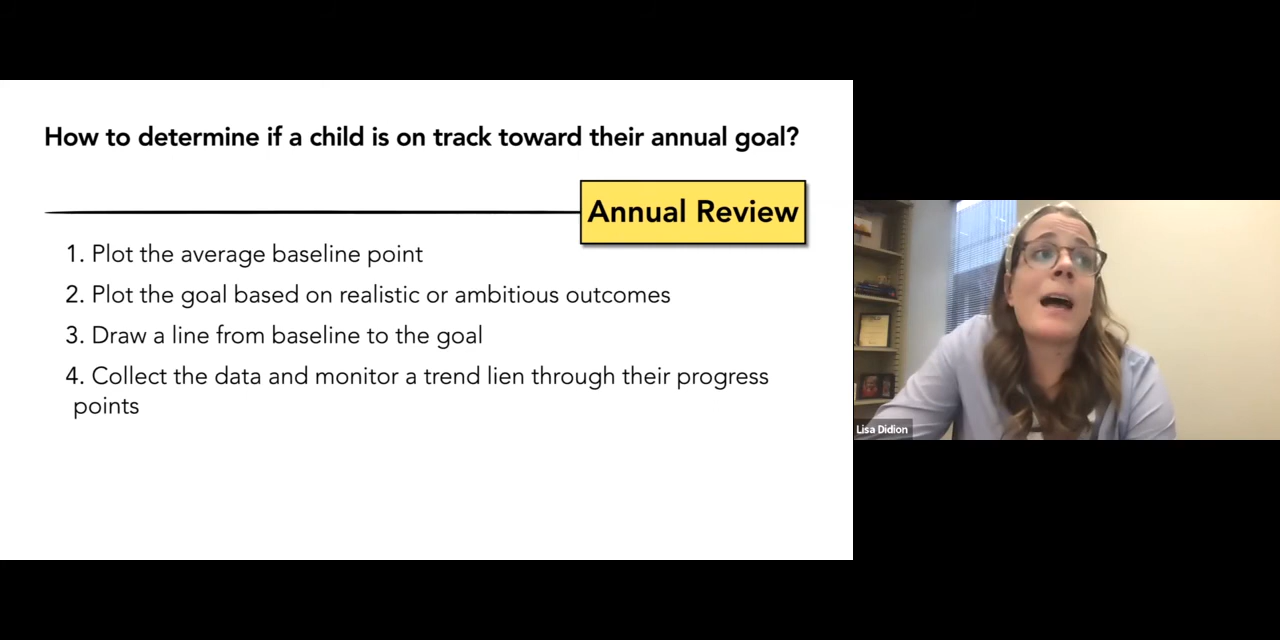 How to determine if a child is on track toward their annual goal?
Annual Review
1. Plot the average baseline point
2. Plot the goal based on realistic or ambitious outcomes
3. Draw a line from baseline to the goal
4. Collect the data and monitor a trend lien through their progress
points
Lisa Didion